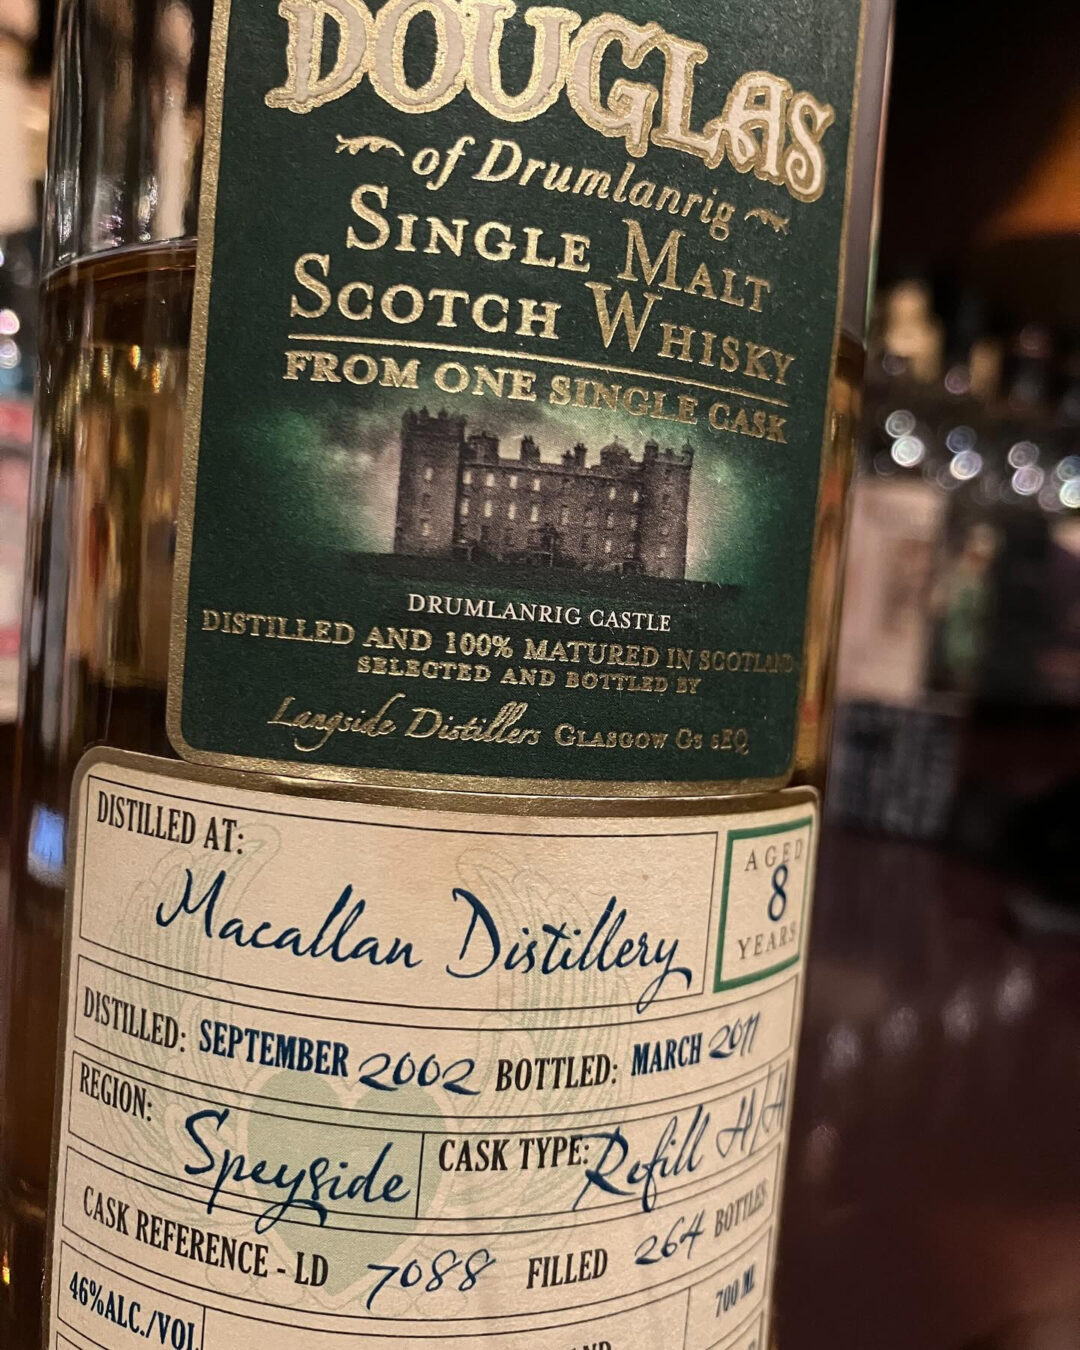 DOUGLAS
of Drumlanrig
SINGLE MALT
SCOTCH WHISKY
FROM ONE SINGLE CASK
DRUMLANRIG CASTLE
DISTILLED AND 100% MATURED IN SCOTLAND
SELECTED AND BOTTLED BY
Langside Distillers GLASGOW G3 6EQ
DISTILLED AT:
Macallan Distillery
AGED
8
YEARS
DISTILLED: SEPTEMBER 2002 BOTTLED: MARCH 2011
REGION: Speyside CASK TYPE: Refill H/H
CASK REFERENCE - LD 7088 FILLED 264 BOTTLES
46%ALC./VOL 700 ML